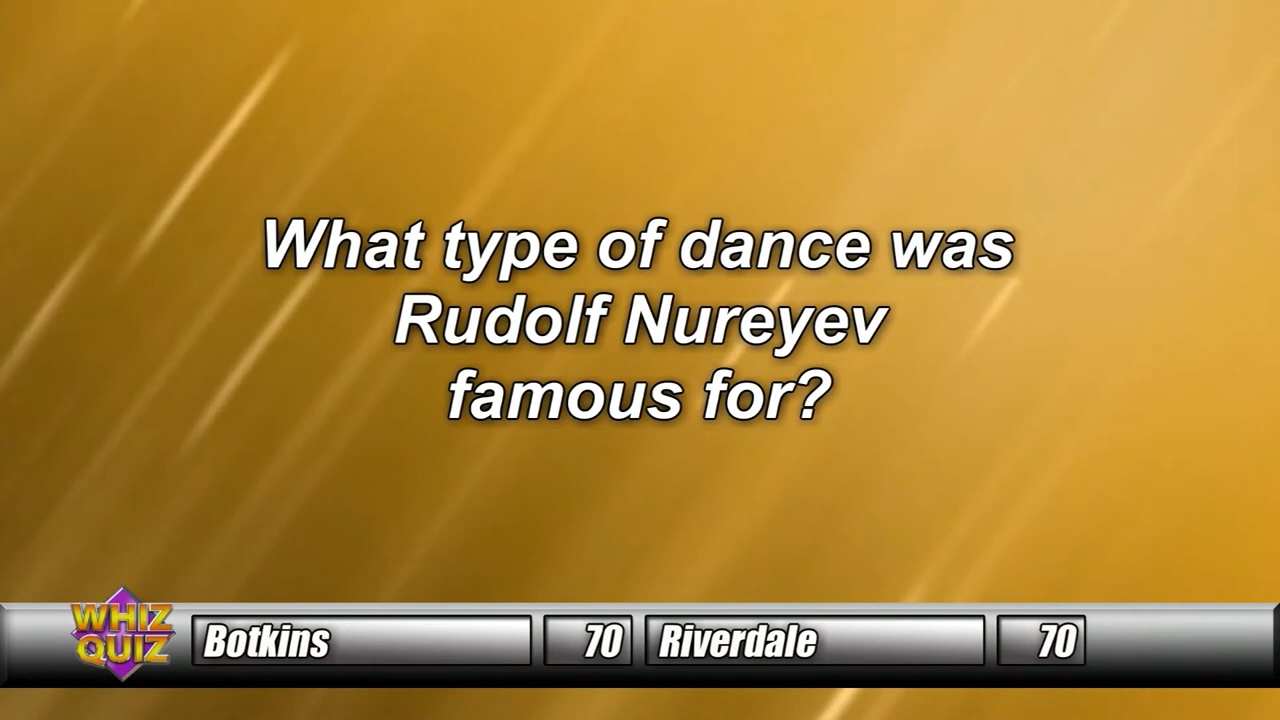 What type of dance was
Rudolf Nureyev
famous for?
WHIZ
QUIZ
Botkins 70 Riverdale 70